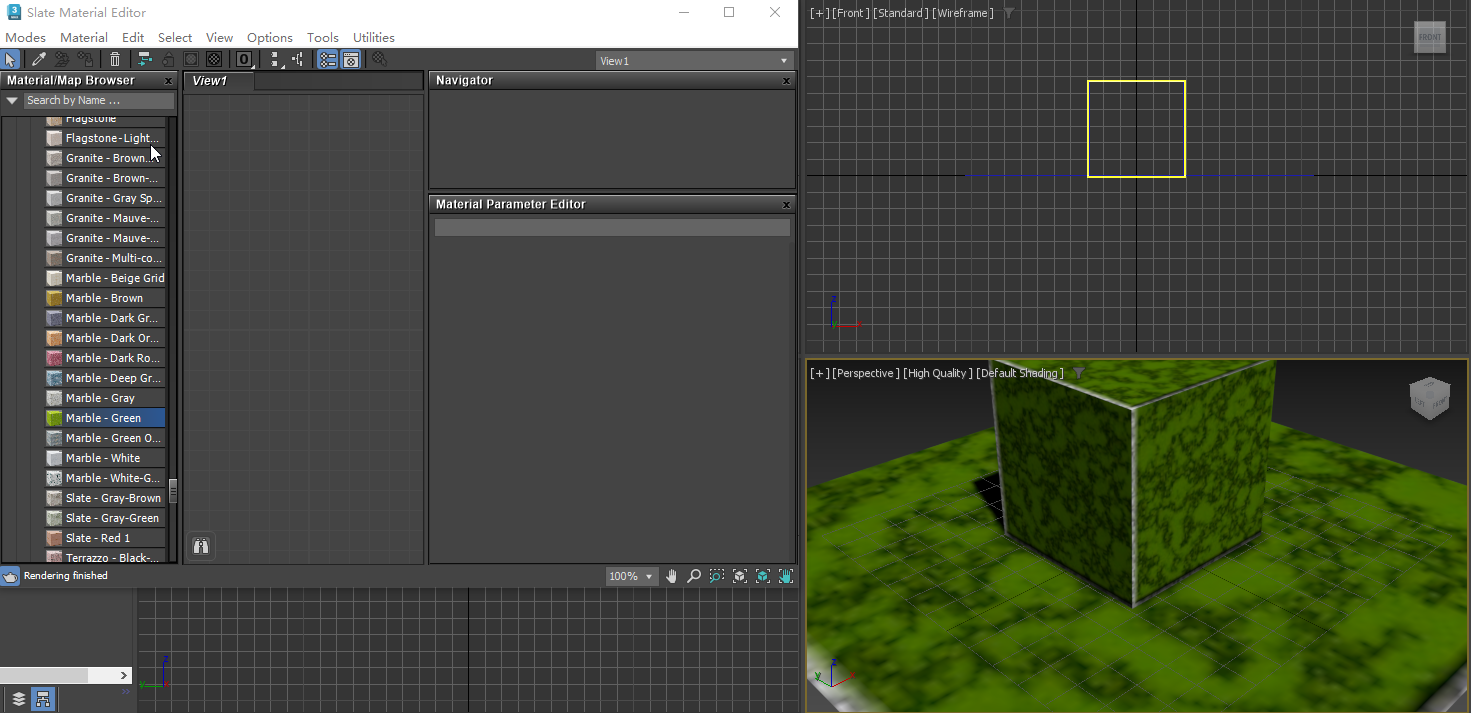 Slate Material Editor
Modes Material Edit Select View Options Tools Utilities
View1
Material/Map Browser
Search by Name ...
Flagstone
Flagstone-Light...
Granite - Brown...
Granite - Brown-...
Granite - Gray Sp...
Granite - Mauve-...
Granite - Mauve-...
Granite - Multi-co...
Marble - Beige Grid
Marble - Brown
Marble - Dark Gr...
Marble - Dark Or...
Marble - Dark Ro...
Marble - Deep Gr...
Marble - Gray
Marble - Green
Marble - Green O...
Marble - White
Marble - White-G...
Slate - Gray-Brown
Slate - Gray-Green
Slate - Red 1
Terrazzo - Black-...
View1
Navigator
Material Parameter Editor
Rendering finished
100%
[+] [Front] [Standard] [Wireframe]
FRONT
z
x
[+] [Perspective] [High Quality] [Default Shading]
z
y
x
z
y